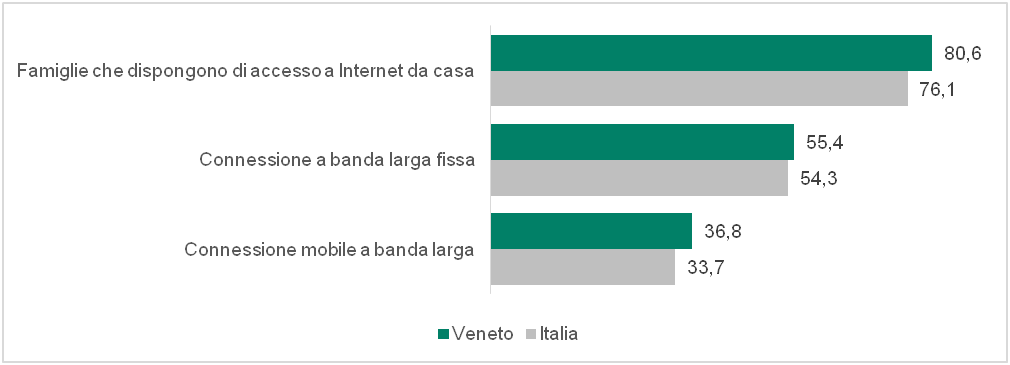 Famiglie che dispongono di accesso a Internet da casa
80,6
76,1
Connessione a banda larga fissa
55,4
54,3
Connessione mobile a banda larga
36,8
33,7
Veneto Italia